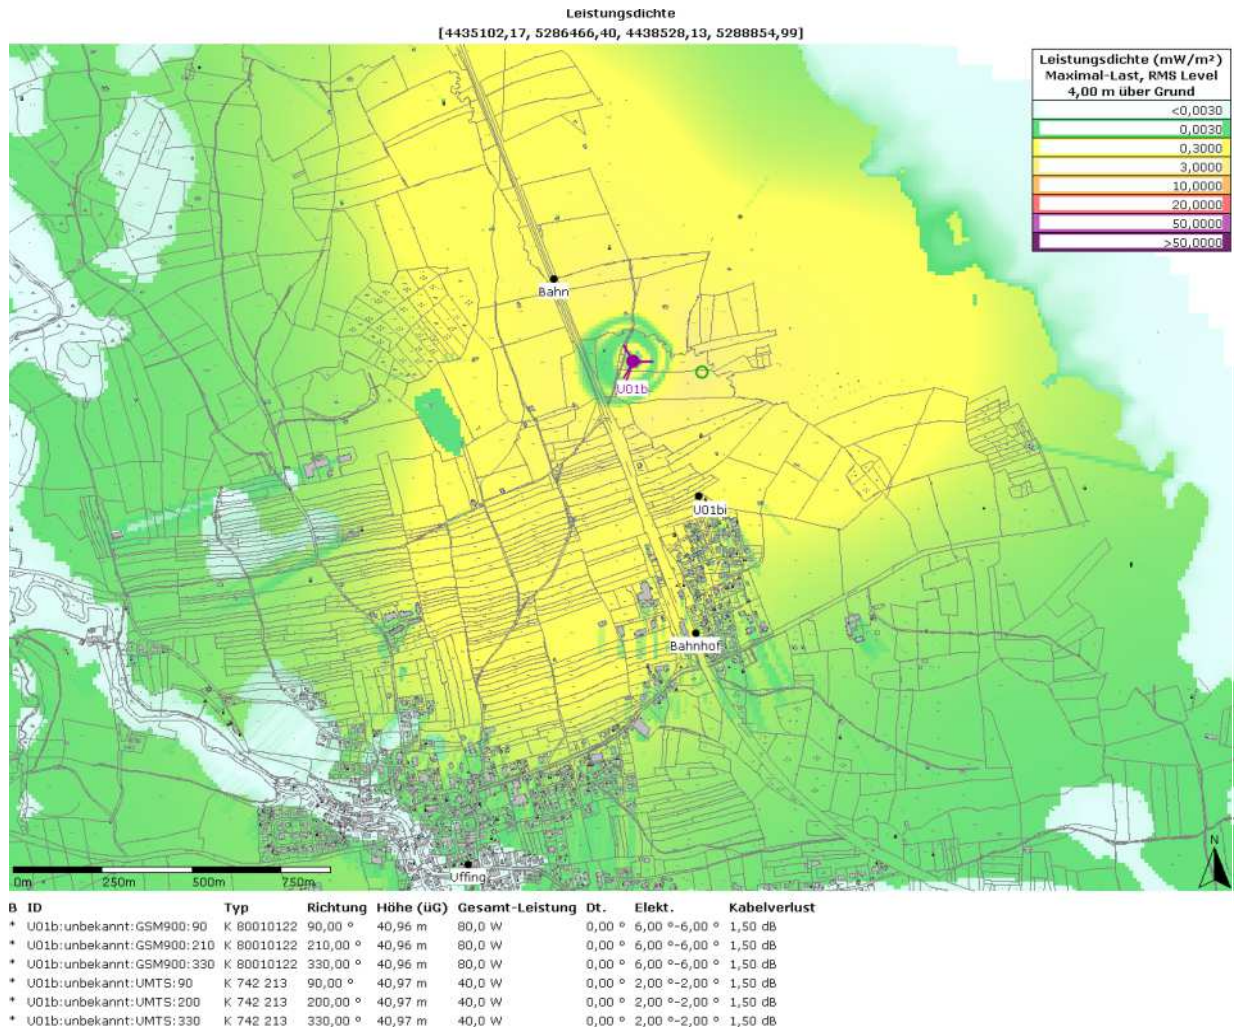 Leistungsdichte
[4435102,17, 5286466,40, 4438528,13, 5288854,99]
Leistungsdichte (mW/m²)
Maximal-Last, RMS Level
4,00 m über Grund
<0,0030
0,0030
0,3000
3,0000
10,0000
20,0000
50,0000
>50,0000
Bahn
U01b
U01bi
Bahnhof
Uffing
N
0m 250m 500m 750m
B ID Typ Richtung Höhe (üG) Gesamt-Leistung Dt. Elekt. Kabelverlust
* U01b:unbekannt:GSM900:90 K 80010122 90,00 ° 40,96 m 80,0 W 0,00 ° 6,00 °-6,00 ° 1,50 dB
* U01b:unbekannt:GSM900:210 K 80010122 210,00 ° 40,96 m 80,0 W 0,00 ° 6,00 °-6,00 ° 1,50 dB
* U01b:unbekannt:GSM900:330 K 80010122 330,00 ° 40,96 m 80,0 W 0,00 ° 6,00 °-6,00 ° 1,50 dB
* U01b:unbekannt:UMTS:90 K 742 213 90,00 ° 40,97 m 40,0 W 0,00 ° 2,00 °-2,00 ° 1,50 dB
* U01b:unbekannt:UMTS:200 K 742 213 200,00 ° 40,97 m 40,0 W 0,00 ° 2,00 °-2,00 ° 1,50 dB
* U01b:unbekannt:UMTS:330 K 742 213 330,00 ° 40,97 m 40,0 W 0,00 ° 2,00 °-2,00 ° 1,50 dB